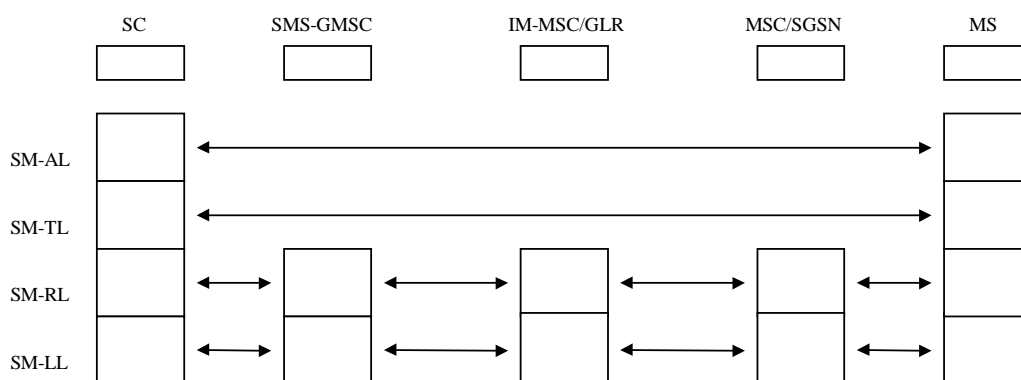 SC SMS-GMSC IM-MSC/GLR MSC/SGSN MS
SM-AL
SM-TL
SM-RL
SM-LL